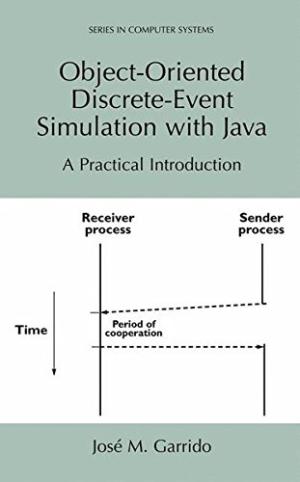 SERIES IN COMPUTER SYSTEMS
Object-Oriented
Discrete-Event
Simulation with Java
A Practical Introduction
Receiver
process
Sender
process
Time
Period of
cooperation
José M. Garrido